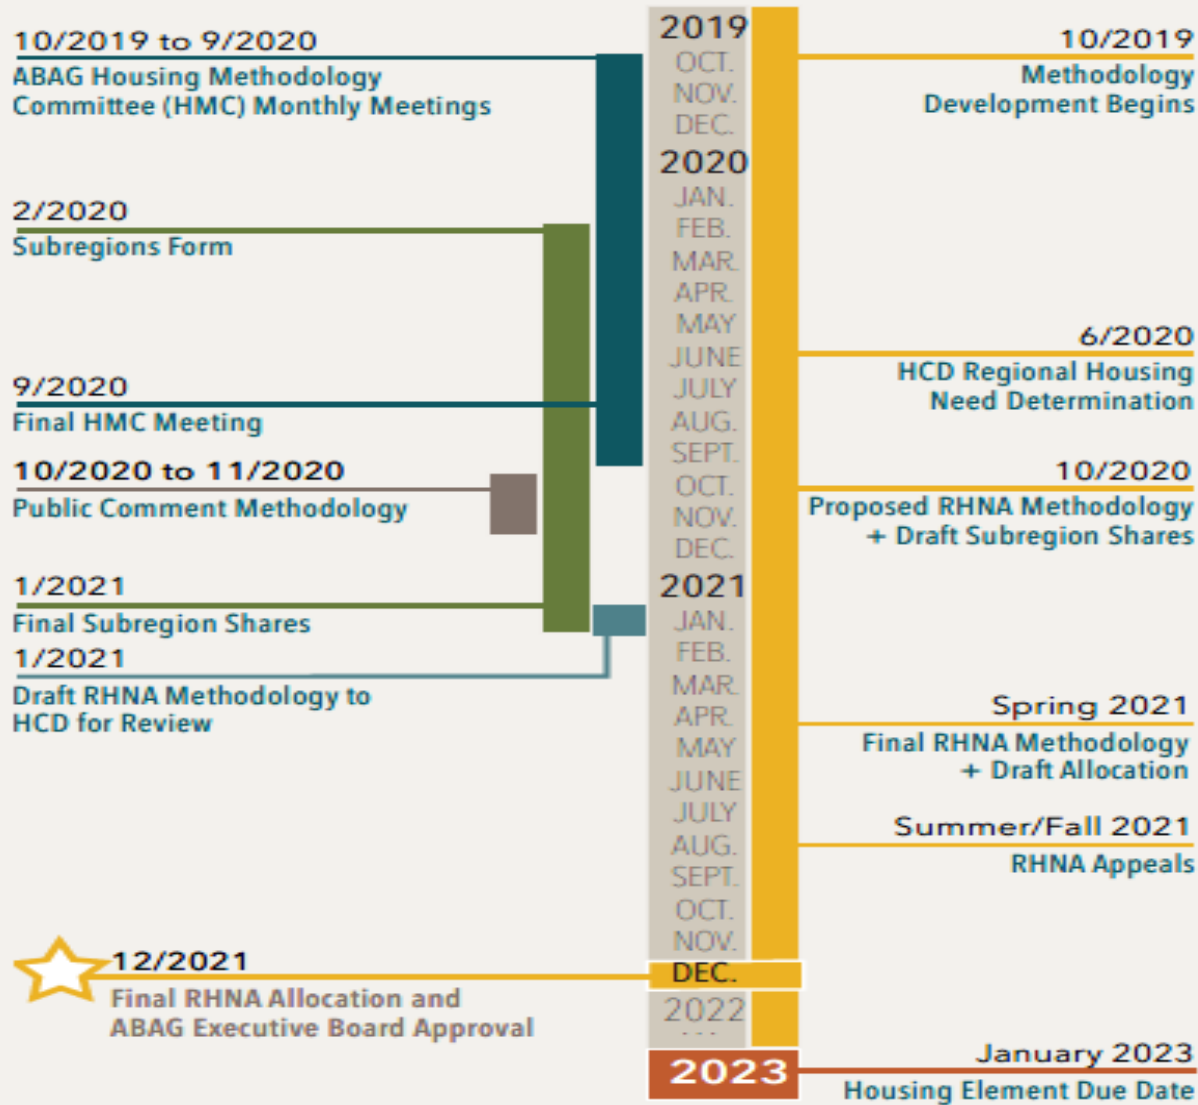 10/2019 to 9/2020
ABAG Housing Methodology
Committee (HMC) Monthly Meetings
2/2020
Subregions Form
9/2020
Final HMC Meeting
10/2020 to 11/2020
Public Comment Methodology
1/2021
Final Subregion Shares
1/2021
Draft RHNA Methodology to
HCD for Review
12/2021
Final RHNA Allocation and
ABAG Executive Board Approval
2019
OCT.
NOV.
DEC.
2020
JAN.
FEB.
MAR.
APR.
MAY
JUNE
JULY
AUG.
SEPT.
OCT.
NOV.
DEC.
2021
JAN.
FEB.
MAR.
APR.
MAY
JUNE
JULY
AUG.
SEPT.
OCT.
NOV.
DEC.
2022
...
2023
10/2019
Methodology
Development Begins
6/2020
HCD Regional Housing
Need Determination
10/2020
Proposed RHNA Methodology
+ Draft Subregion Shares
Spring 2021
Final RHNA Methodology
+ Draft Allocation
Summer/Fall 2021
RHNA Appeals
January 2023
Housing Element Due Date